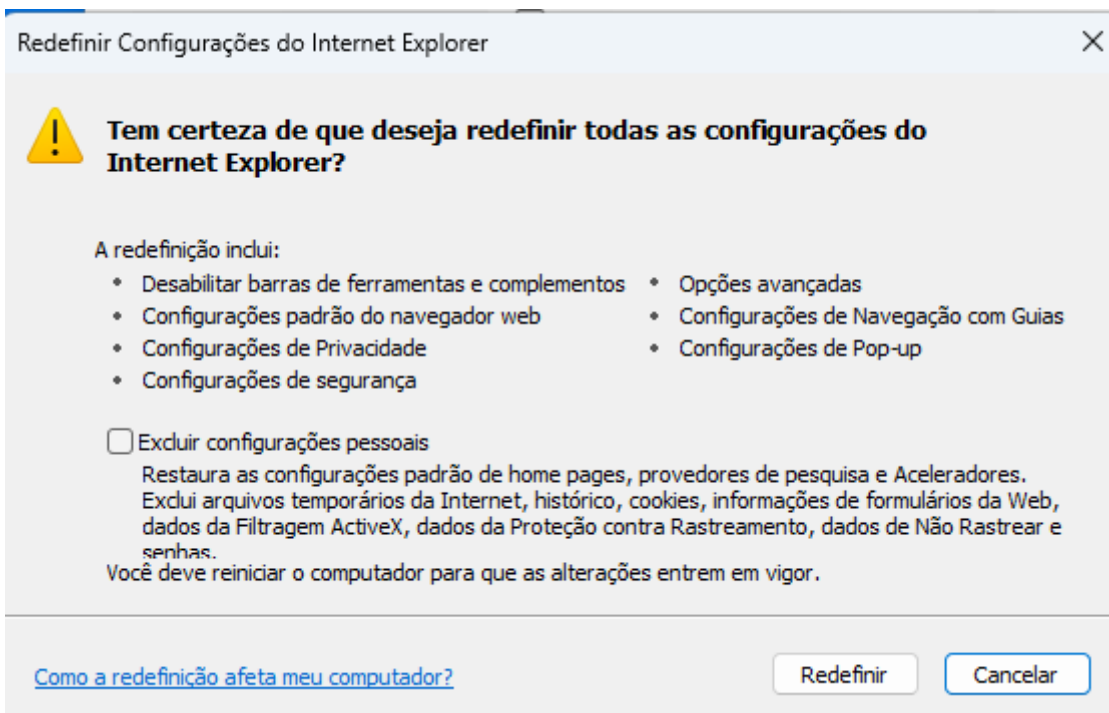 Redefinir Configurações do Internet Explorer
Tem certeza de que deseja redefinir todas as configurações do
Internet Explorer?
A redefinição inclui:
• Desabilitar barras de ferramentas e complementos
• Configurações padrão do navegador web
• Configurações de Privacidade
• Configurações de segurança
• Opções avançadas
• Configurações de Navegação com Guias
• Configurações de Pop-up
Excluir configurações pessoais
Restaura as configurações padrão de home pages, provedores de pesquisa e Aceleradores.
Exclui arquivos temporários da Internet, histórico, cookies, informações de formulários da Web,
dados da Filtragem ActiveX, dados da Proteção contra Rastreamento, dados de Não Rastrear e
senhas.
Você deve reiniciar o computador para que as alterações entrem em vigor.
Como a redefinição afeta meu computador?
Redefinir
Cancelar